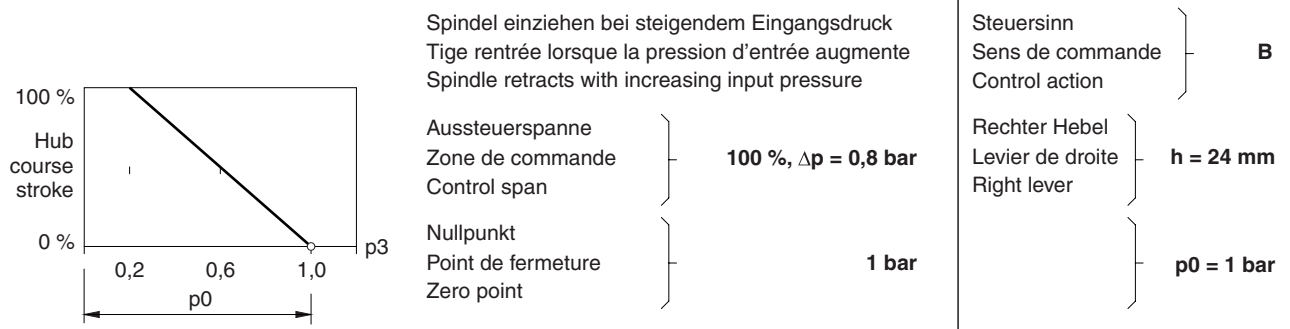 100 %
Hub
course
stroke
0 %
0,2
0,6
1,0
p3
p0
Spindel einziehen bei steigendem Eingangsdruck
Tige rentrée lorsque la pression d'entrée augmente
Spindle retracts with increasing input pressure
Aussteuerspanne
Zone de commande
Control span
100 %, Δp = 0,8 bar
Nullpunkt
Point de fermeture
Zero point
1 bar
Steuersinn
Sens de commande
Control action
B
Rechter Hebel
Levier de droite
Right lever
h = 24 mm
p0 = 1 bar